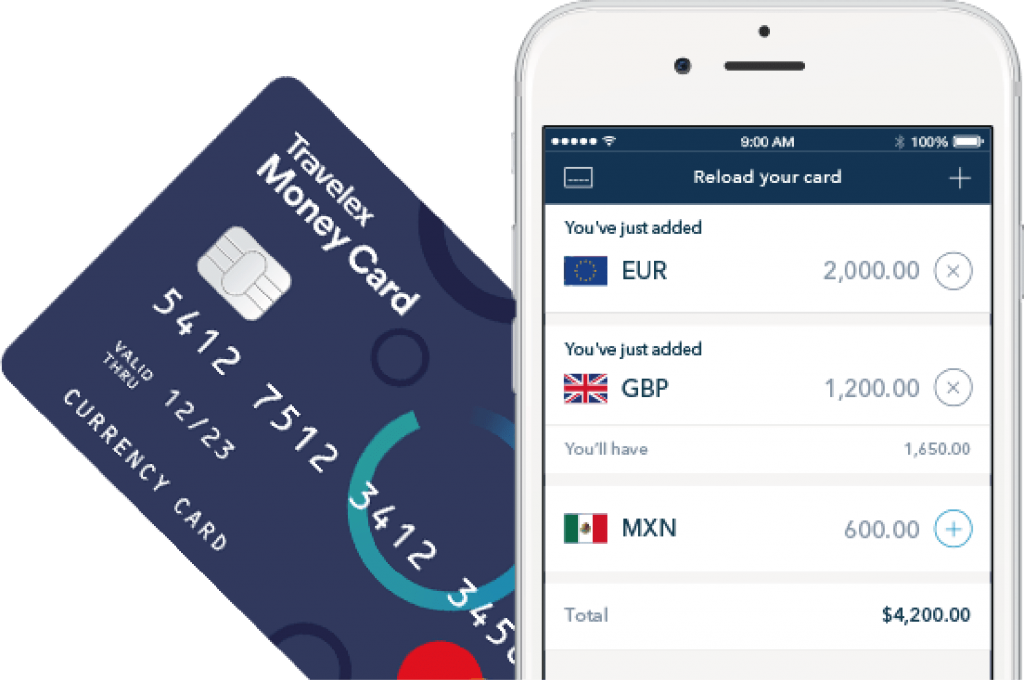 Travelex
Money Card
5412 7512 3412 345
VALID
THRU
12/23
CURRENCY CARD
9:00 AM
100%
Reload your card
You've just added
EUR 2,000.00
You've just added
GBP 1,200.00
You'll have 1,650.00
MXN 600.00
Total $4,200.00